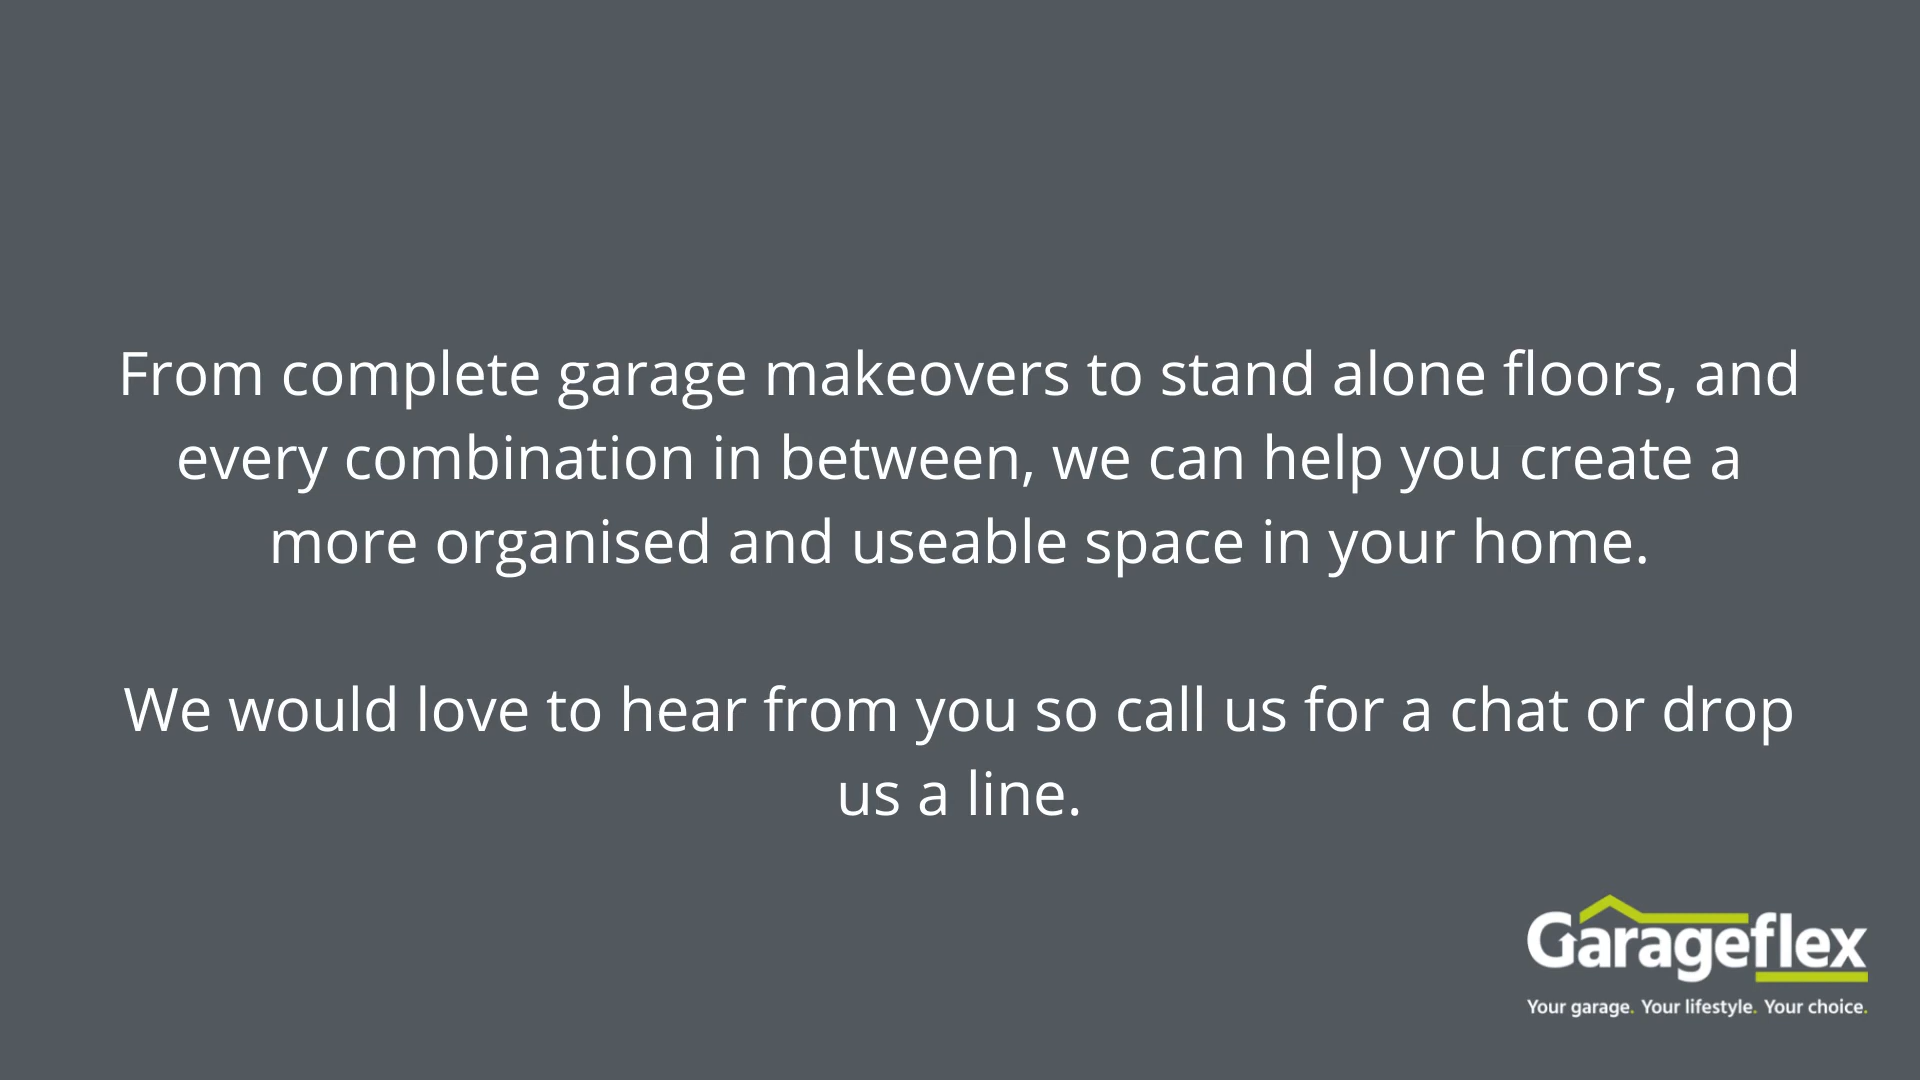 From complete garage makeovers to stand alone floors, and
every combination in between, we can help you create a
more organised and useable space in your home.
We would love to hear from you so call us for a chat or drop
us a line.
Garageflex
Your garage. Your lifestyle. Your choice.